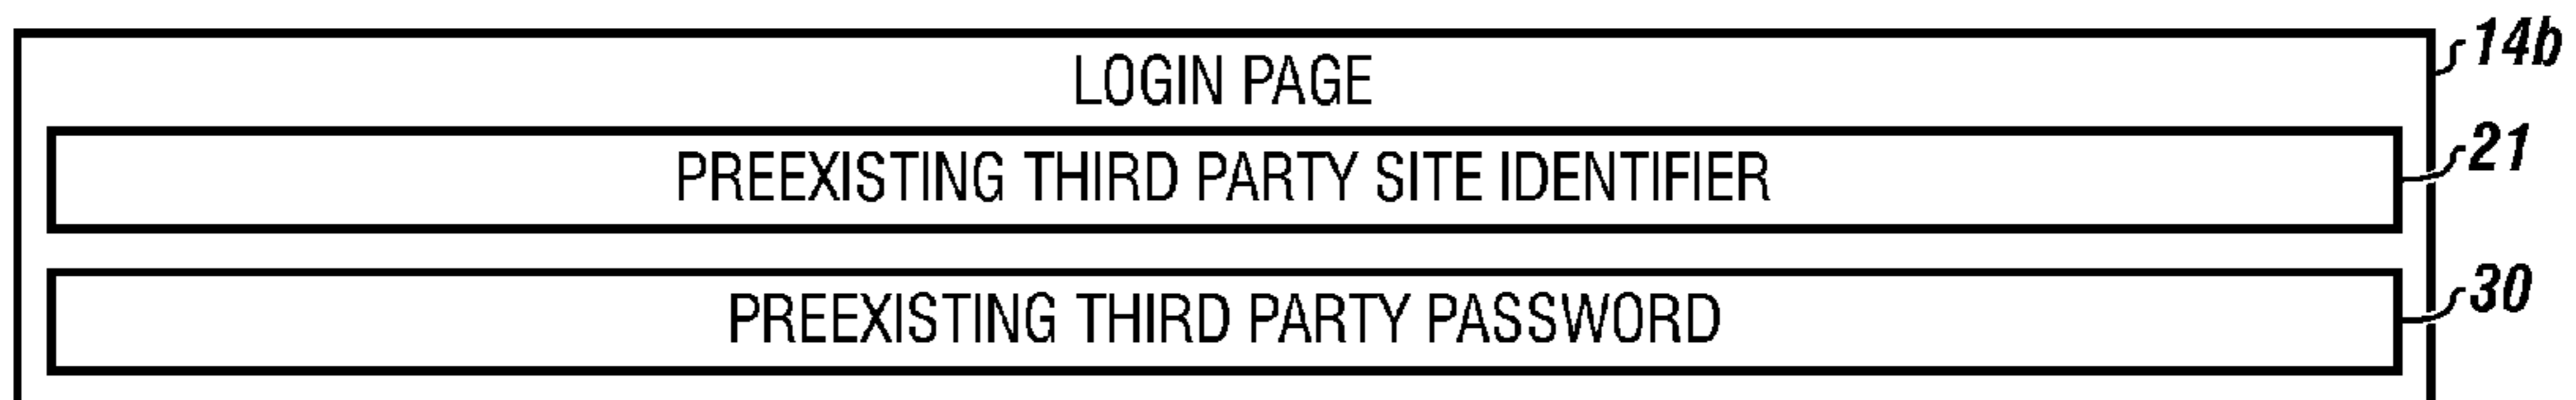 LOGIN PAGE 14b
PREEXISTING THIRD PARTY SITE IDENTIFIER 21
PREEXISTING THIRD PARTY PASSWORD 30